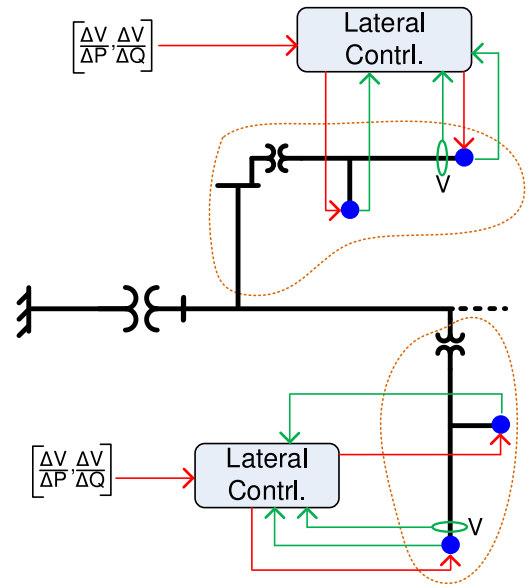 [ΔV/ΔP, ΔV/ΔQ]
Lateral
Contrl.
V
[ΔV/ΔP, ΔV/ΔQ]
Lateral
Contrl.
V